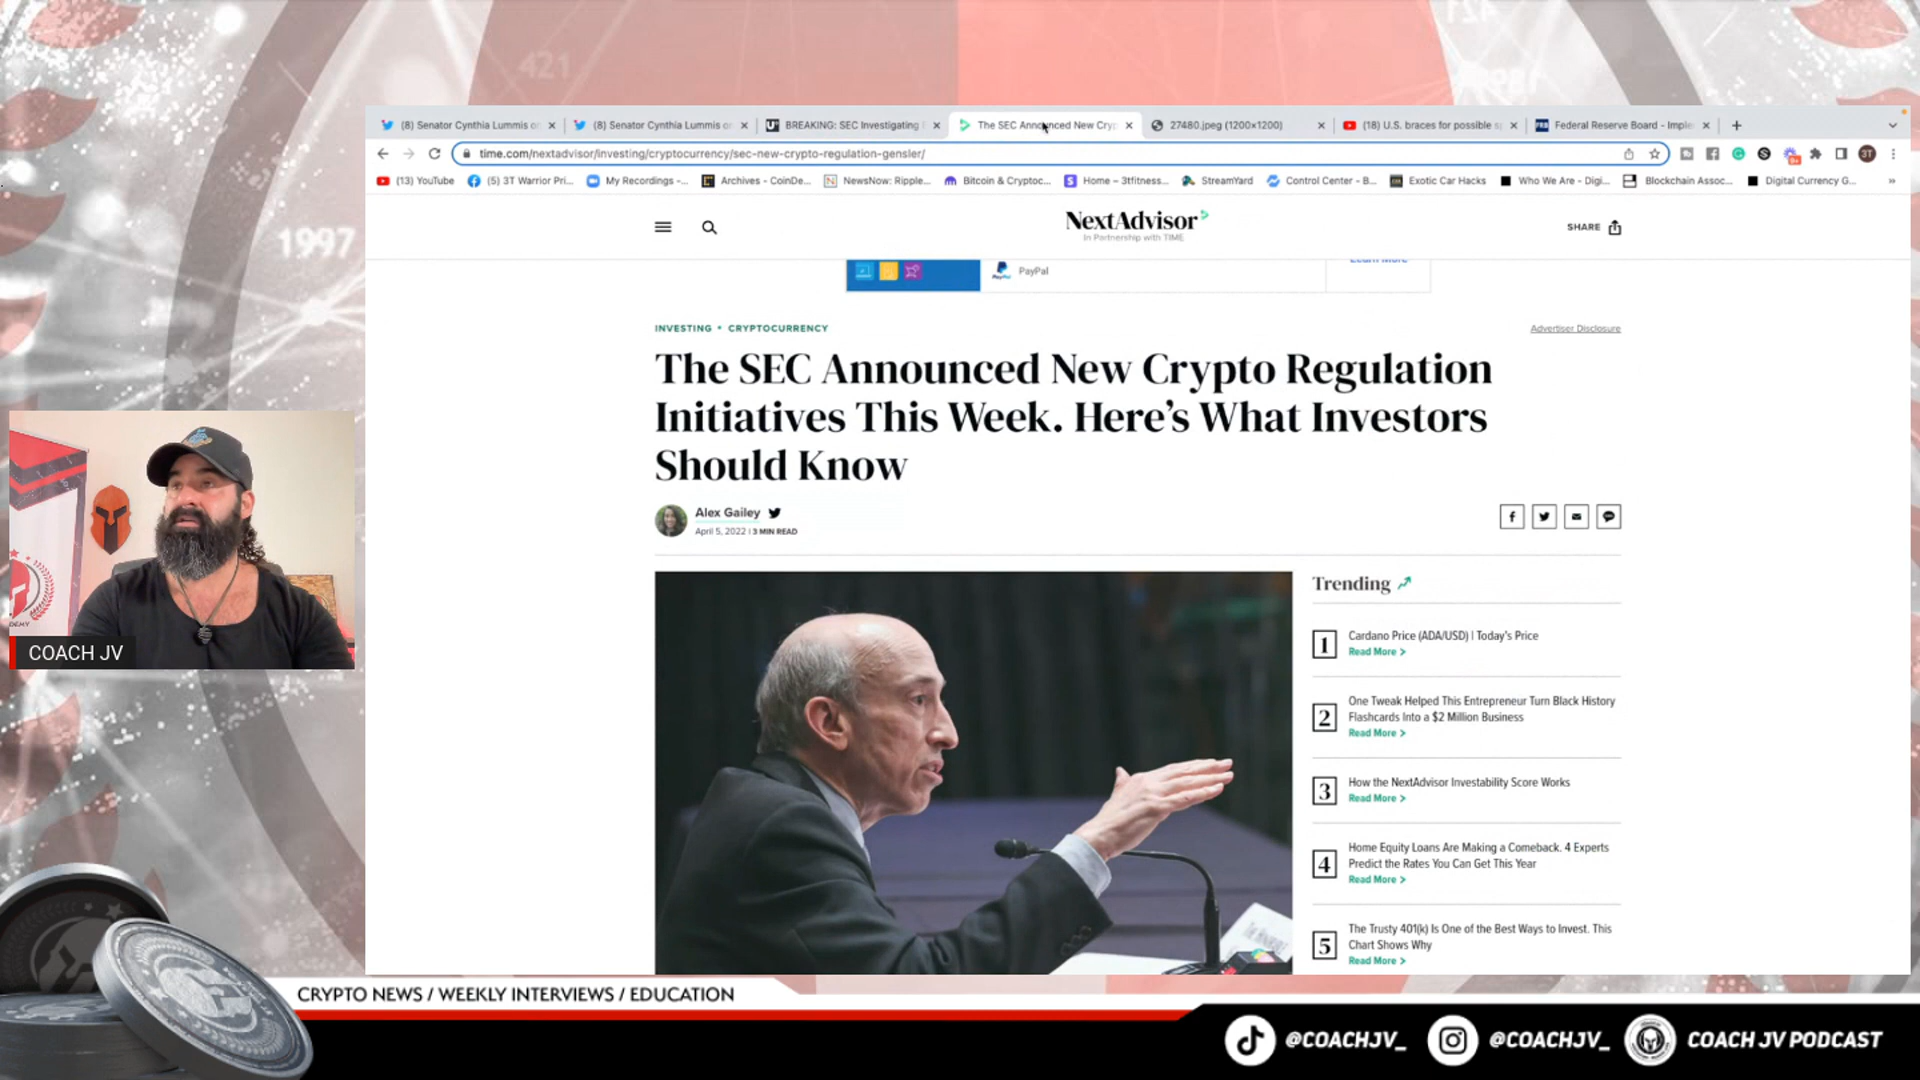 421
1997
(8) Senator Cynthia Lummis on
(8) Senator Cynthia Lummis on
BREAKING: SEC Investigating
The SEC Announced New Cryp
27480.jpeg (1200×1200)
(18) U.S. braces for possible s
Federal Reserve Board - Imple
time.com/nextadvisor/investing/cryptocurrency/sec-new-crypto-regulation-gensler/
(13) YouTube
(5) 3T Warrior Pri...
My Recordings -...
Archives - CoinDe...
NewsNow: Ripple...
Bitcoin & Cryptoc...
Home – 3tfitness...
StreamYard
Control Center - B...
Exotic Car Hacks
Who We Are - Digi...
Blockchain Assoc...
Digital Currency G...
NextAdvisor
In Partnership with TIME
SHARE
PayPal
Learn More
INVESTING • CRYPTOCURRENCY
Advertiser Disclosure
The SEC Announced New Crypto Regulation
Initiatives This Week. Here's What Investors
Should Know
Alex Gailey
April 5, 2022 | 3 MIN READ
Trending
1
Cardano Price (ADA/USD) | Today's Price
Read More >
2
One Tweak Helped This Entrepreneur Turn Black History
Flashcards Into a $2 Million Business
Read More >
3
How the NextAdvisor Investability Score Works
Read More >
4
Home Equity Loans Are Making a Comeback. 4 Experts
Predict the Rates You Can Get This Year
Read More >
5
The Trusty 401(k) Is One of the Best Ways to Invest. This
Chart Shows Why
Read More >
COACH JV
CRYPTO NEWS / WEEKLY INTERVIEWS / EDUCATION
@COACHJV_
@COACHJV_
COACH JV PODCAST